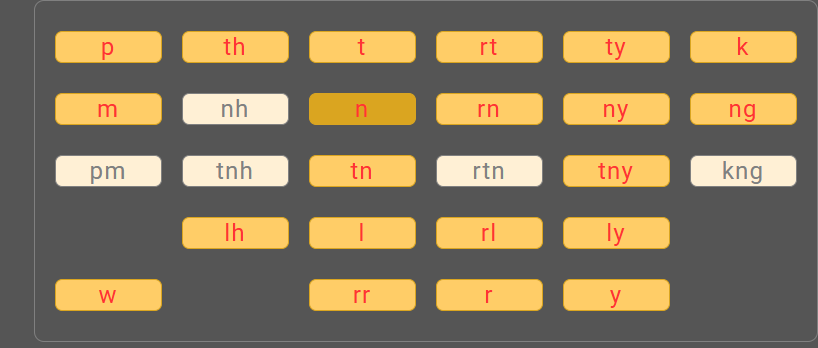 p th t rt ty k
m nh n rn ny ng
pm tnh tn rtn tny kng
lh l rl ly
w rr r y